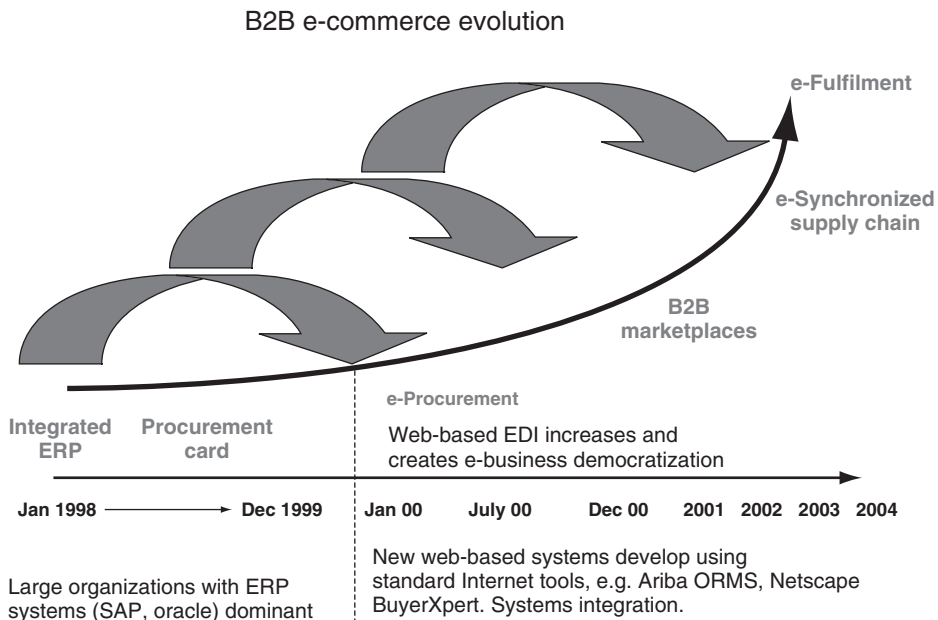 B2B e-commerce evolution
e-Fulfilment
e-Synchronized
supply chain
B2B
marketplaces
e-Procurement
Integrated
ERP
Procurement
card
Web-based EDI increases and
creates e-business democratization
Jan 1998 Dec 1999 Jan 00 July 00 Dec 00 2001 2002 2003 2004
Large organizations with ERP
systems (SAP, oracle) dominant
New web-based systems develop using
standard Internet tools, e.g. Ariba ORMS, Netscape
BuyerXpert. Systems integration.